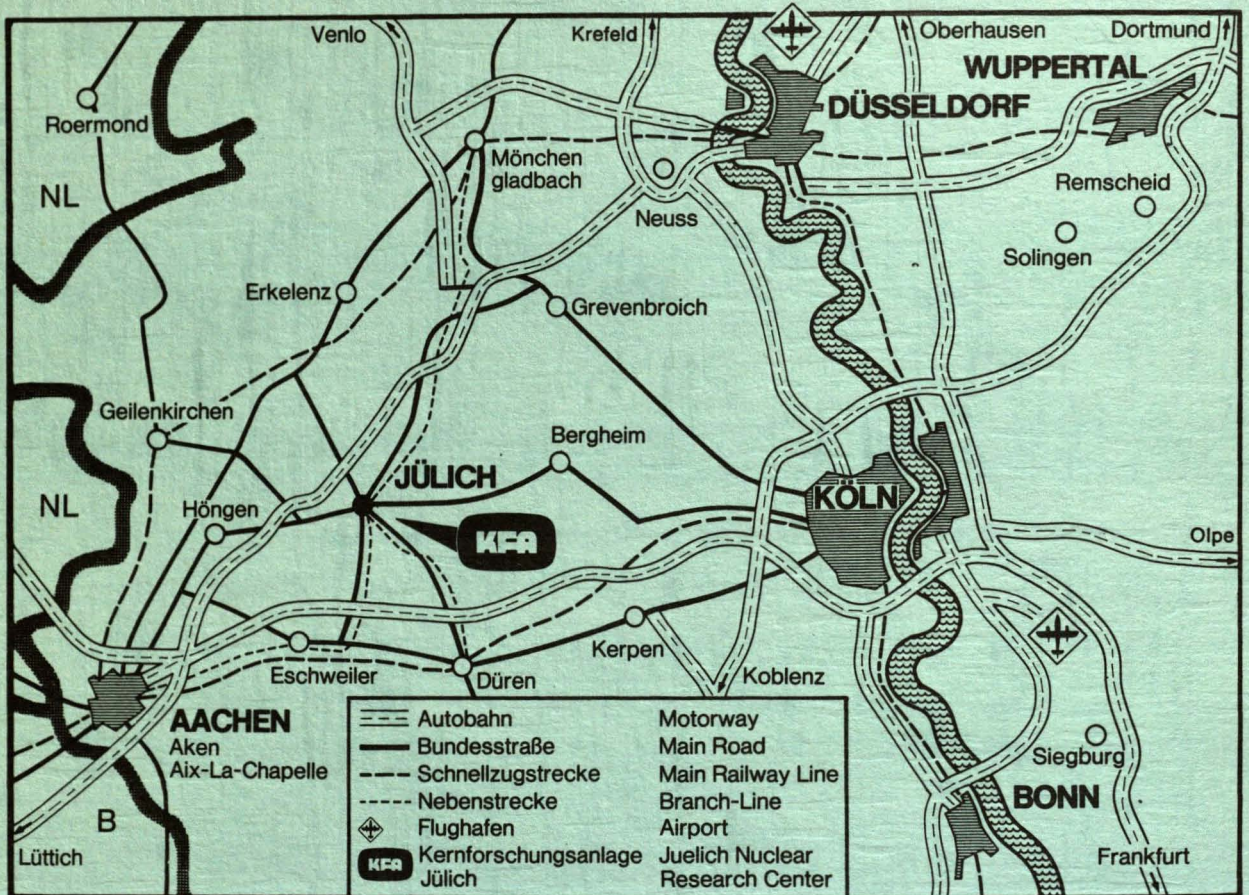 Venlo
Krefeld
Oberhausen
Dortmund
WUPPERTAL
DÜSSELDORF
Roermond
Mönchen
gladbach
NL
Neuss
Remscheid
Solingen
Erkelenz
Grevenbroich
Geilenkirchen
Bergheim
JÜLICH
KÖLN
NL
Höngen
KFA
Olpe
Kerpen
Eschweiler
Düren
Koblenz
AACHEN
Aken
Aix-La-Chapelle
Siegburg
BONN
B
Lüttich
Frankfurt
Autobahn Motorway
Bundesstraße Main Road
Schnellzugstrecke Main Railway Line
Nebenstrecke Branch-Line
Flughafen Airport
KFA Kernforschungsanlage Juelich Nuclear
Jülich Research Center